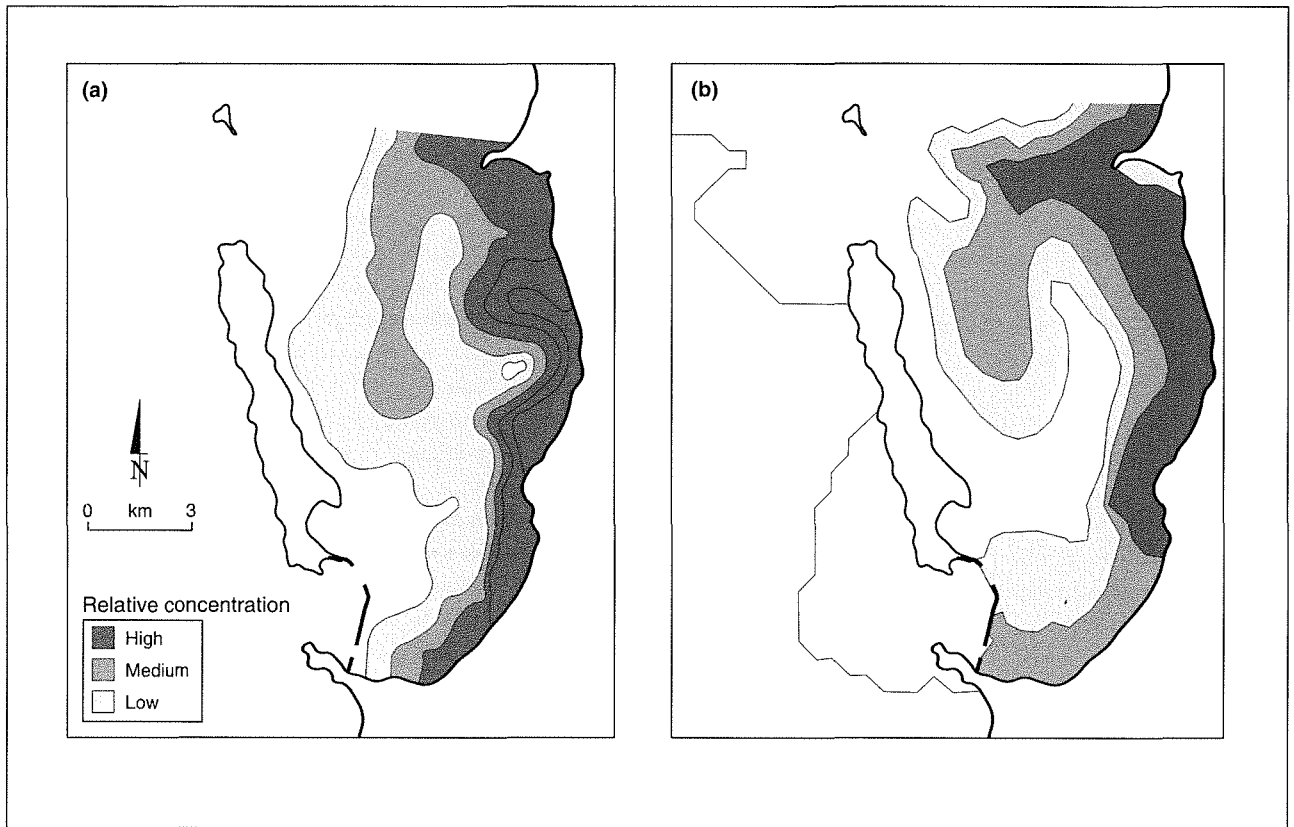 (a)
(b)
N
0 km 3
Relative concentration
High
Medium
Low